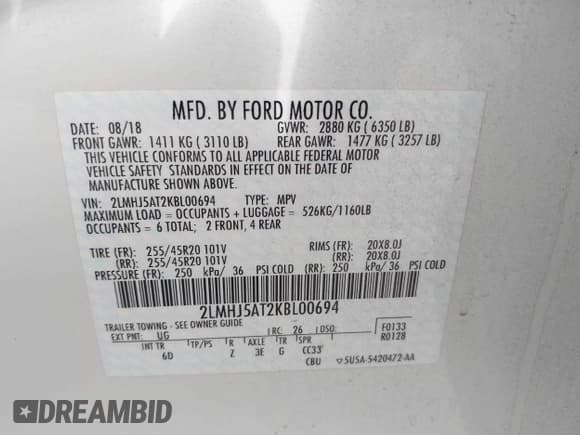 MFD. BY FORD MOTOR CO.
DATE: 08/18 GVWR: 2880 KG ( 6350 LB)
FRONT GAWR: 1411 KG ( 3110 LB) REAR GAWR: 1477 KG ( 3257 LB)
THIS VEHICLE CONFORMS TO ALL APPLICABLE FEDERAL MOTOR
VEHICLE SAFETY STANDARDS IN EFFECT ON THE DATE OF
MANUFACTURE SHOWN ABOVE.
VIN: 2LMHJ5AT2KBL00694 TYPE: MPV
MAXIMUM LOAD = OCCUPANTS + LUGGAGE = 526KG/1160LB
OCCUPANTS = 6 TOTAL; 2 FRONT, 4 REAR
TIRE (FR): 255/45R20 101V RIMS (FR): 20X8.0J
(RR): 255/45R20 101V (RR): 20X8.0J
PRESSURE (FR): 250 kPa/ 36 PSI COLD (RR): 250 kPa/ 36 PSI COLD
2LMHJ5AT2KBL00694
TRAILER TOWING - SEE OWNER GUIDE
EXT PNT: UG RC: 26 DSO: F0133
INT TR TP/PS R AXLE TR SPR R0128
6D Z 3E G CC33
CBU ▽5U5A-5420472-AA
DREAMBID